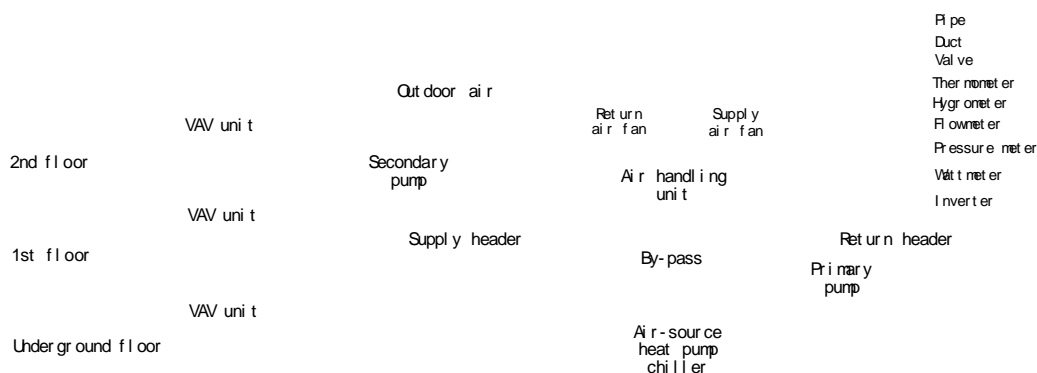 Pipe
Duct
Valve
Thermometer
Hygrometer
Flowmeter
Pressure meter
Wattmeter
Inverter
Outdoor air
Return
air fan
Supply
air fan
VAV unit
2nd floor
Secondary
pump
Air handling
unit
VAV unit
Supply header
Return header
1st floor
By-pass
Primary
pump
VAV unit
Underground floor
Air-source
heat pump
chiller